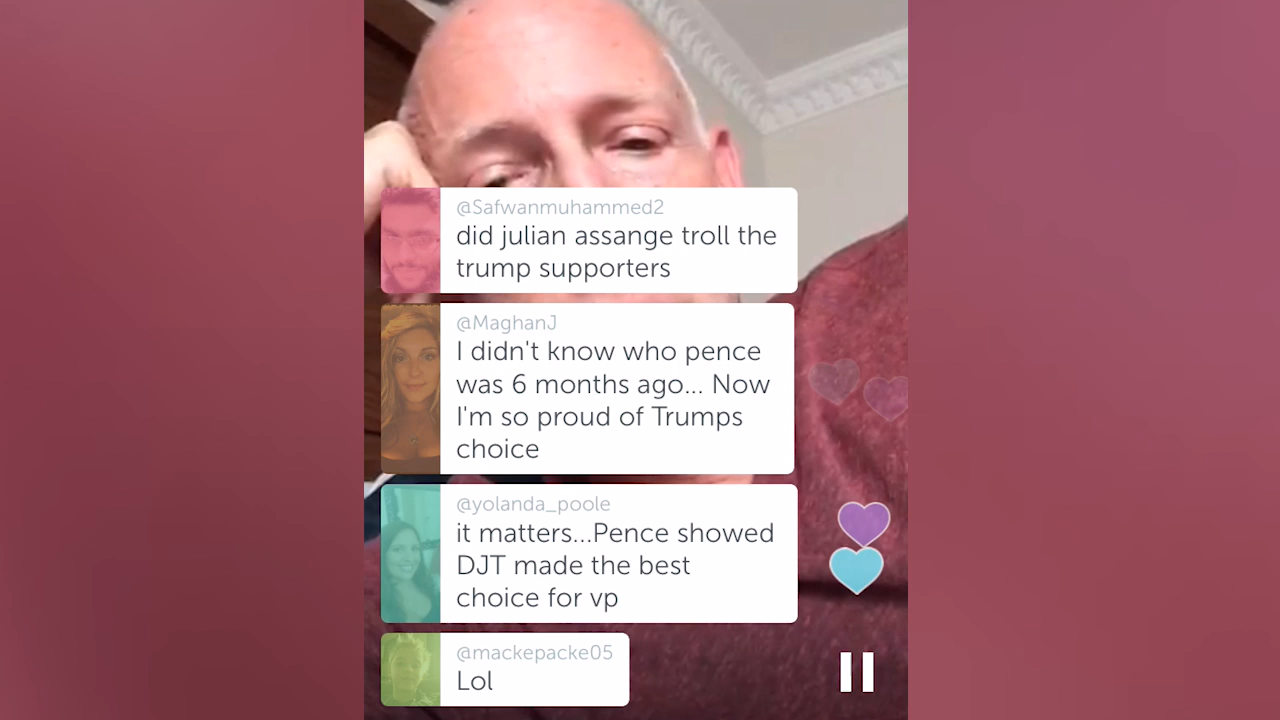 @Safwanmuhammed2
did julian assange troll the
trump supporters
@MaghanJ
I didn't know who pence
was 6 months ago... Now
I'm so proud of Trumps
choice
@yolanda_poole
it matters...Pence showed
DJT made the best
choice for vp
@mackepacke05
Lol